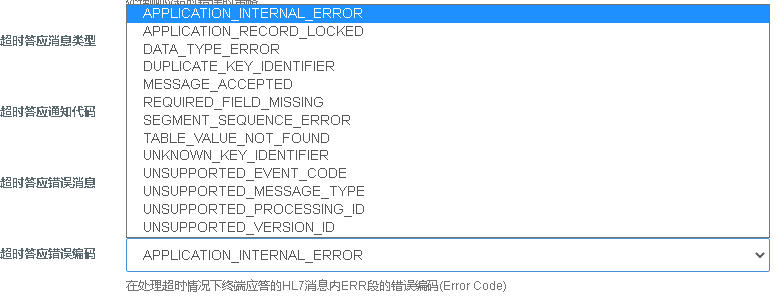 APPLICATION_INTERNAL_ERROR
APPLICATION_RECORD_LOCKED
超时答应消息类型
DATA_TYPE_ERROR
DUPLICATE_KEY_IDENTIFIER
MESSAGE_ACCEPTED
REQUIRED_FIELD_MISSING
超时答应通知代码
SEGMENT_SEQUENCE_ERROR
TABLE_VALUE_NOT_FOUND
UNKNOWN_KEY_IDENTIFIER
UNSUPPORTED_EVENT_CODE
超时答应错误消息
UNSUPPORTED_MESSAGE_TYPE
UNSUPPORTED_PROCESSING_ID
UNSUPPORTED_VERSION_ID
超时答应错误编码
APPLICATION_INTERNAL_ERROR
在处理超时情况下终端应答的HL7消息内ERR段的错误编码(Error Code)